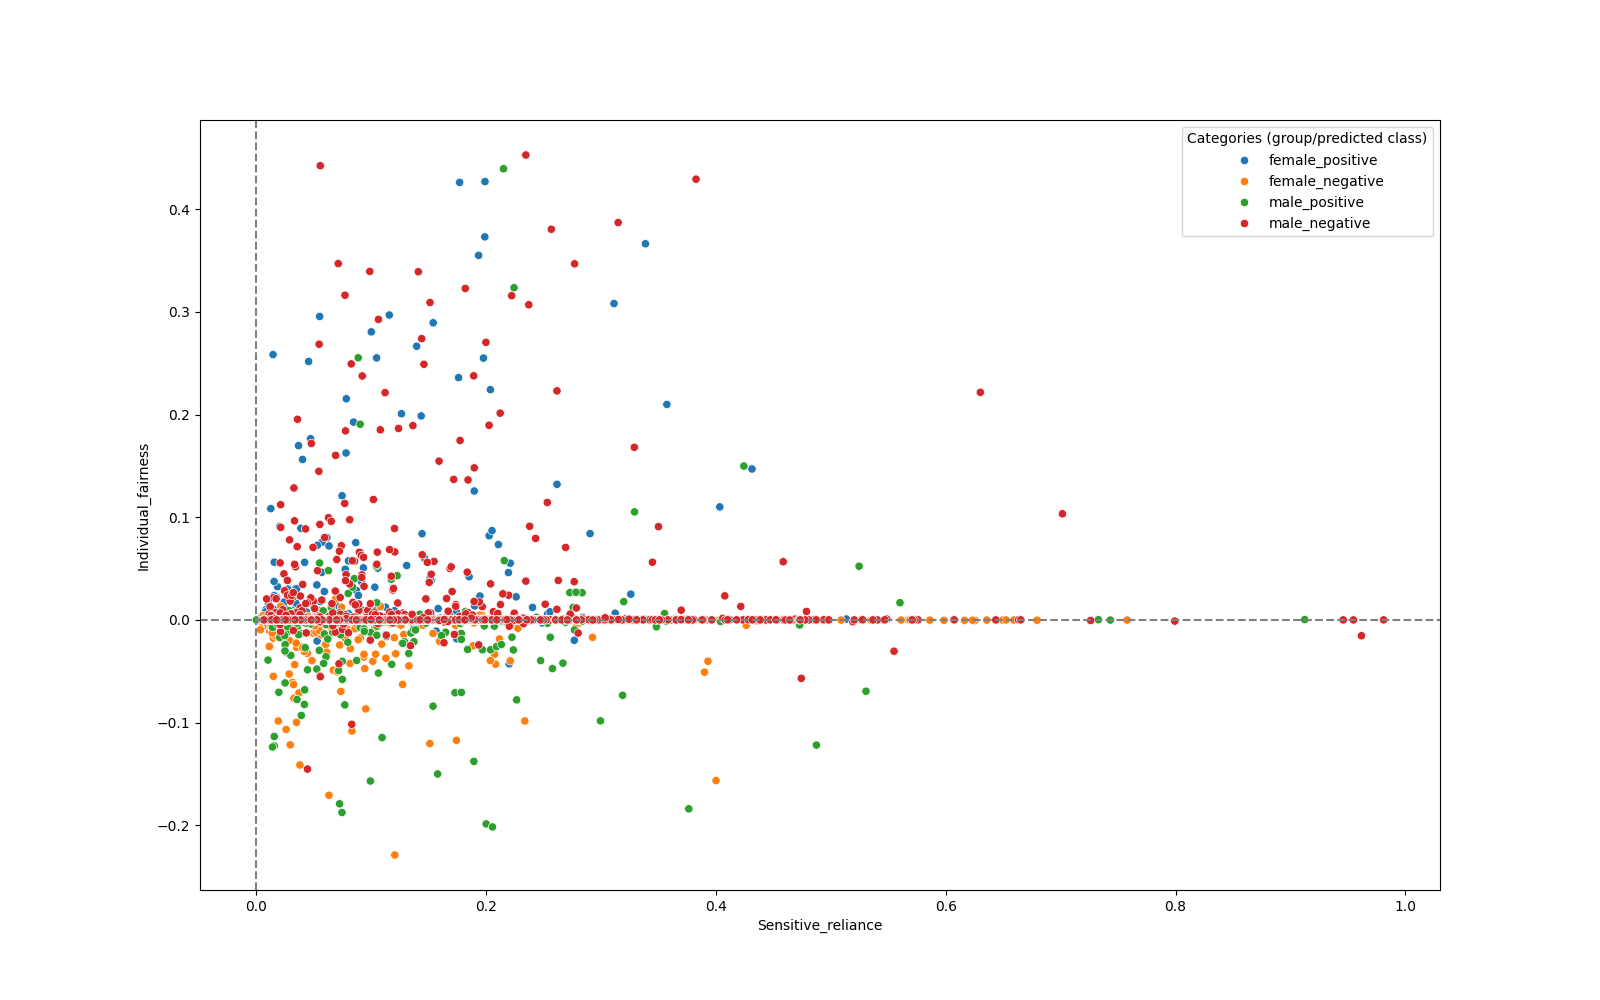 Categories (group/predicted class)
female_positive
female_negative
male_positive
male_negative
Individual_fairness
0.4
0.3
0.2
0.1
0.0
−0.1
−0.2
0.0 0.2 0.4 0.6 0.8 1.0
Sensitive_reliance